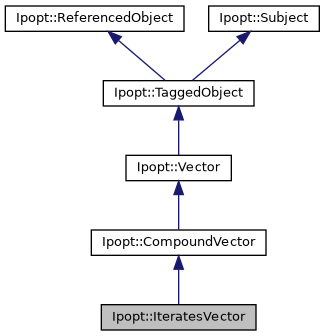 Ipopt::ReferencedObject
Ipopt::Subject
Ipopt::TaggedObject
Ipopt::Vector
Ipopt::CompoundVector
Ipopt::IteratesVector